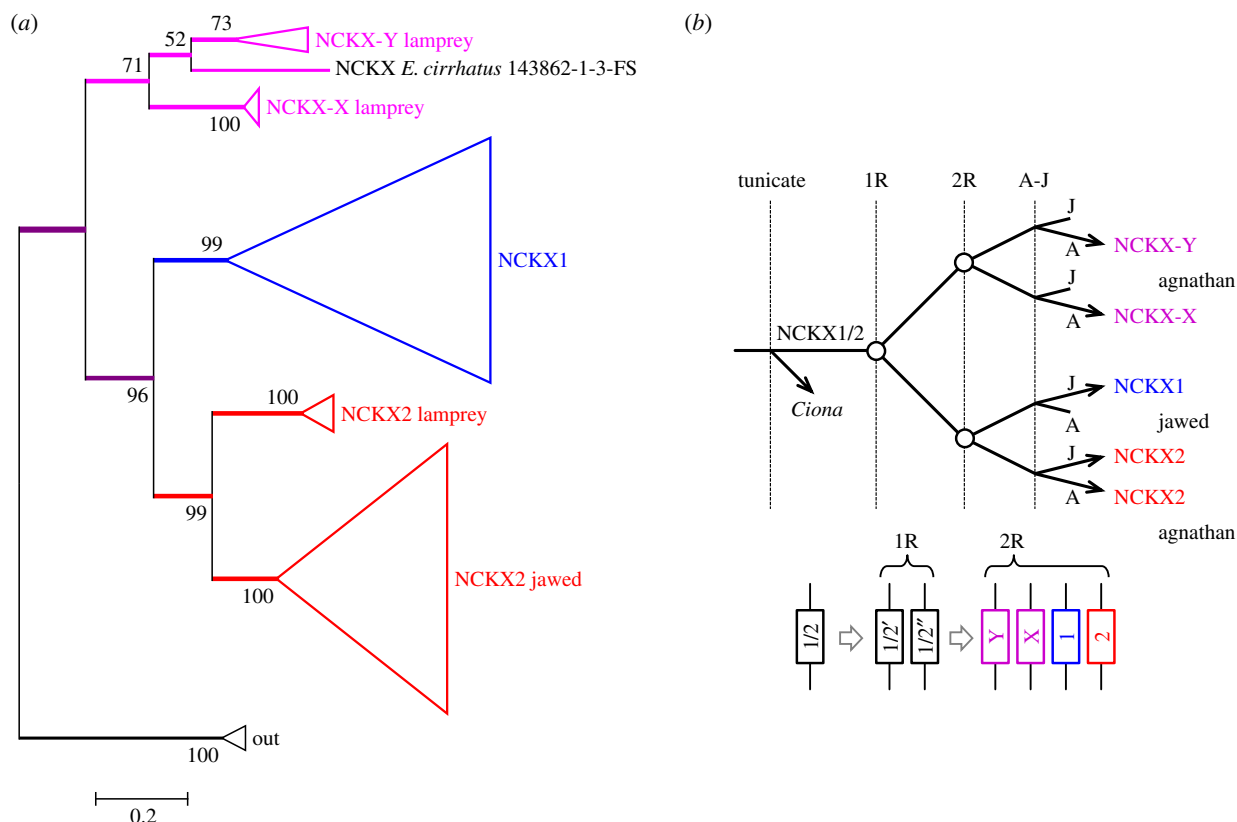 (a)
73
NCKX-Y lamprey
52
NCKX E. cirrhatus 143862-1-3-FS
71
NCKX-X lamprey
100
99
NCKX1
96
100
NCKX2 lamprey
99
NCKX2 jawed
100
out
100
0.2
(b)
tunicate 1R 2R A-J
J
A
NCKX-Y
agnathan
J
A
NCKX-X
NCKX1/2
Ciona
J
NCKX1
A
jawed
J
NCKX2
A
NCKX2
agnathan
1R 2R
1/2 1/2′ 1/2″ Y X 1 2